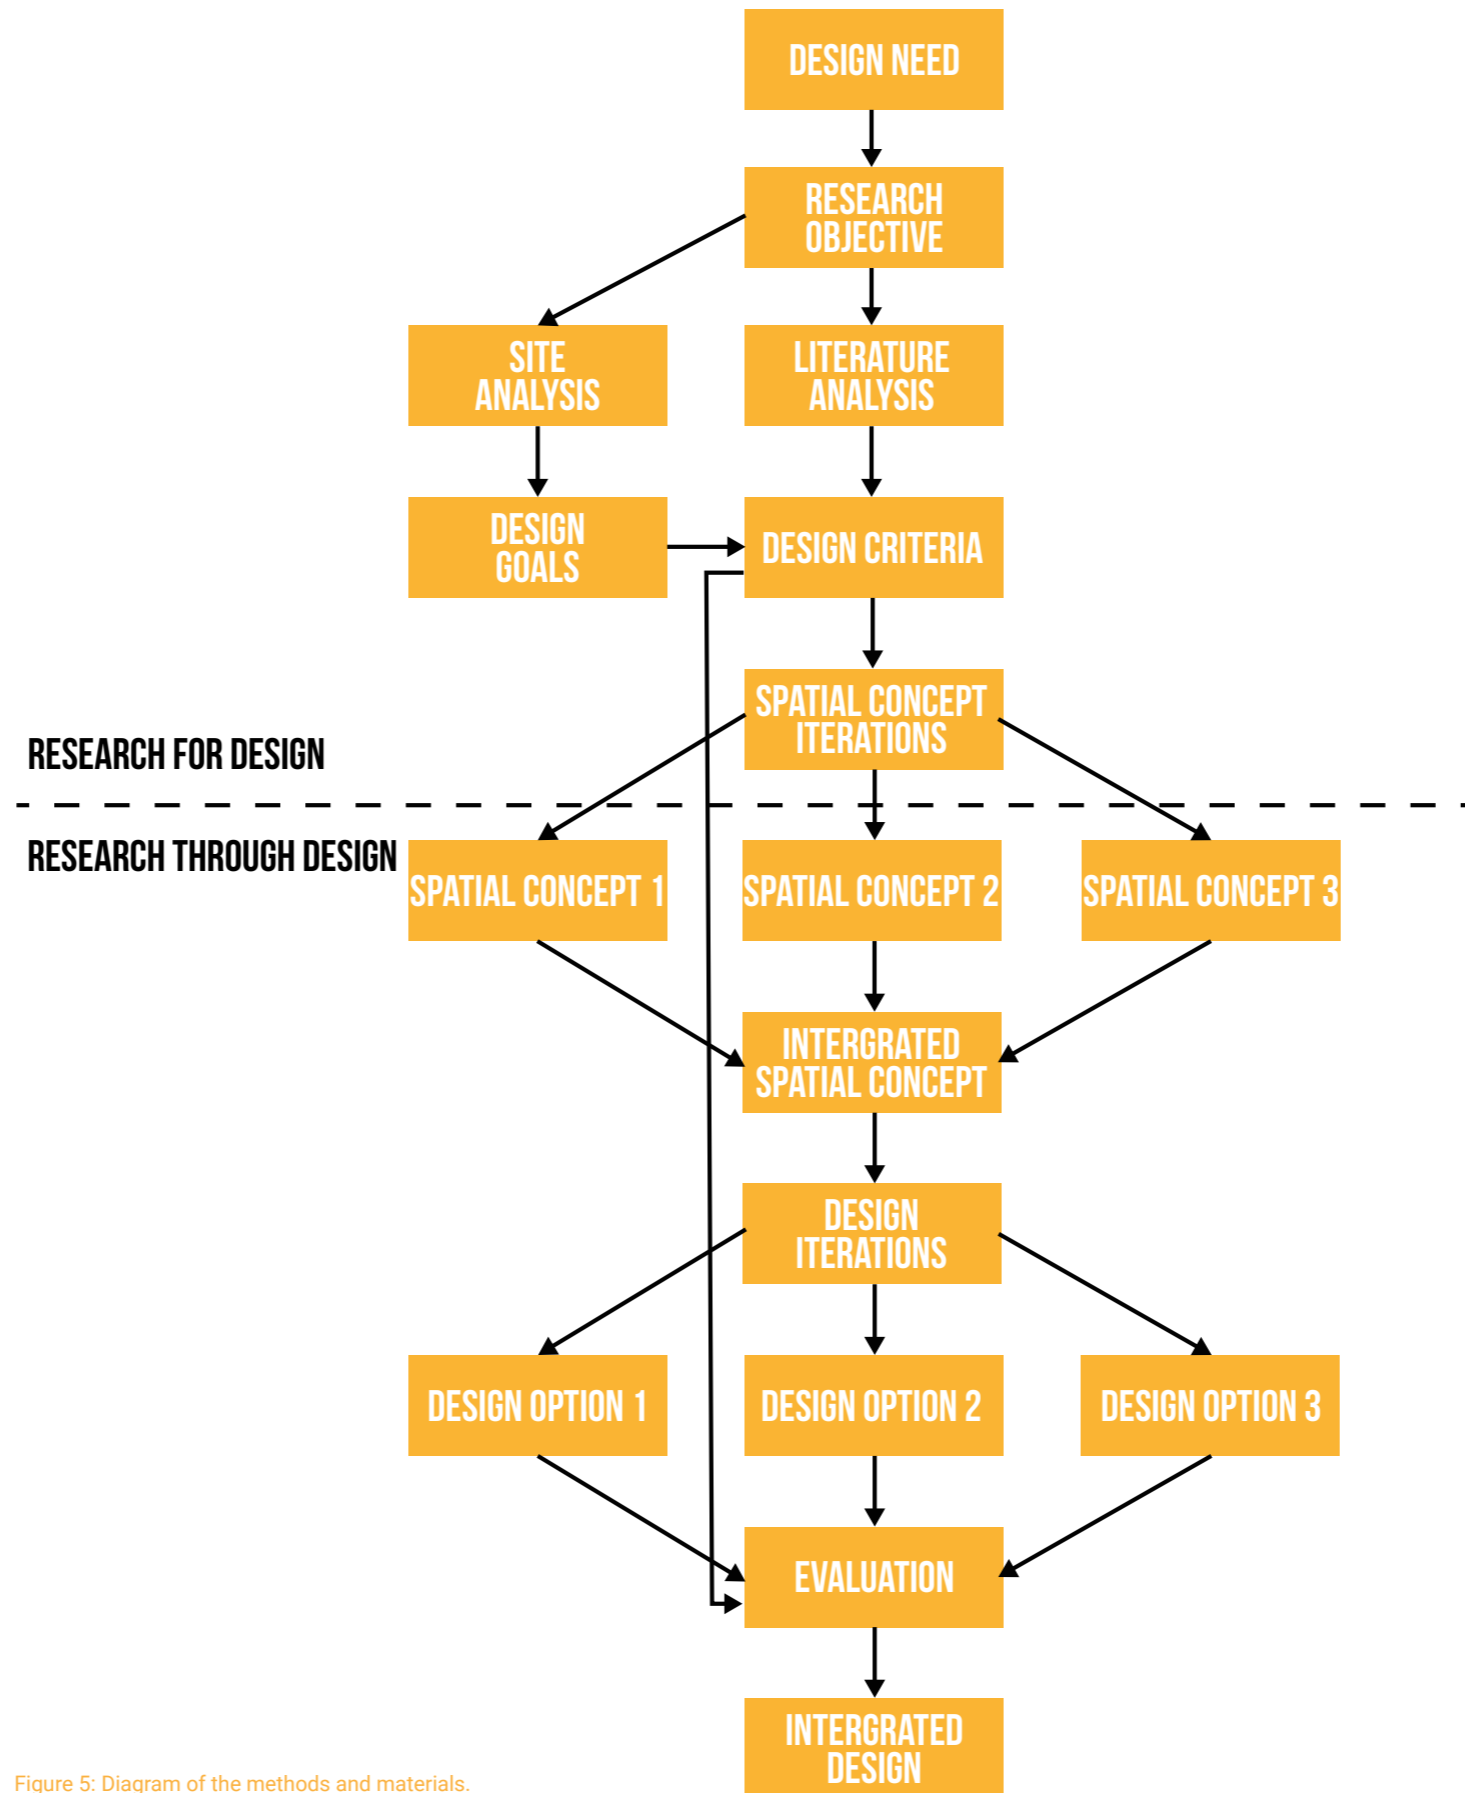 DESIGN NEED
RESEARCH
OBJECTIVE
SITE
ANALYSIS
LITERATURE
ANALYSIS
DESIGN
GOALS
DESIGN CRITERIA
SPATIAL CONCEPT
ITERATIONS
RESEARCH FOR DESIGN
RESEARCH THROUGH DESIGN
SPATIAL CONCEPT 1
SPATIAL CONCEPT 2
SPATIAL CONCEPT 3
INTERGRATED
SPATIAL CONCEPT
DESIGN
ITERATIONS
DESIGN OPTION 1
DESIGN OPTION 2
DESIGN OPTION 3
EVALUATION
INTERGRATED
DESIGN
Figure 5: Diagram of the methods and materials.